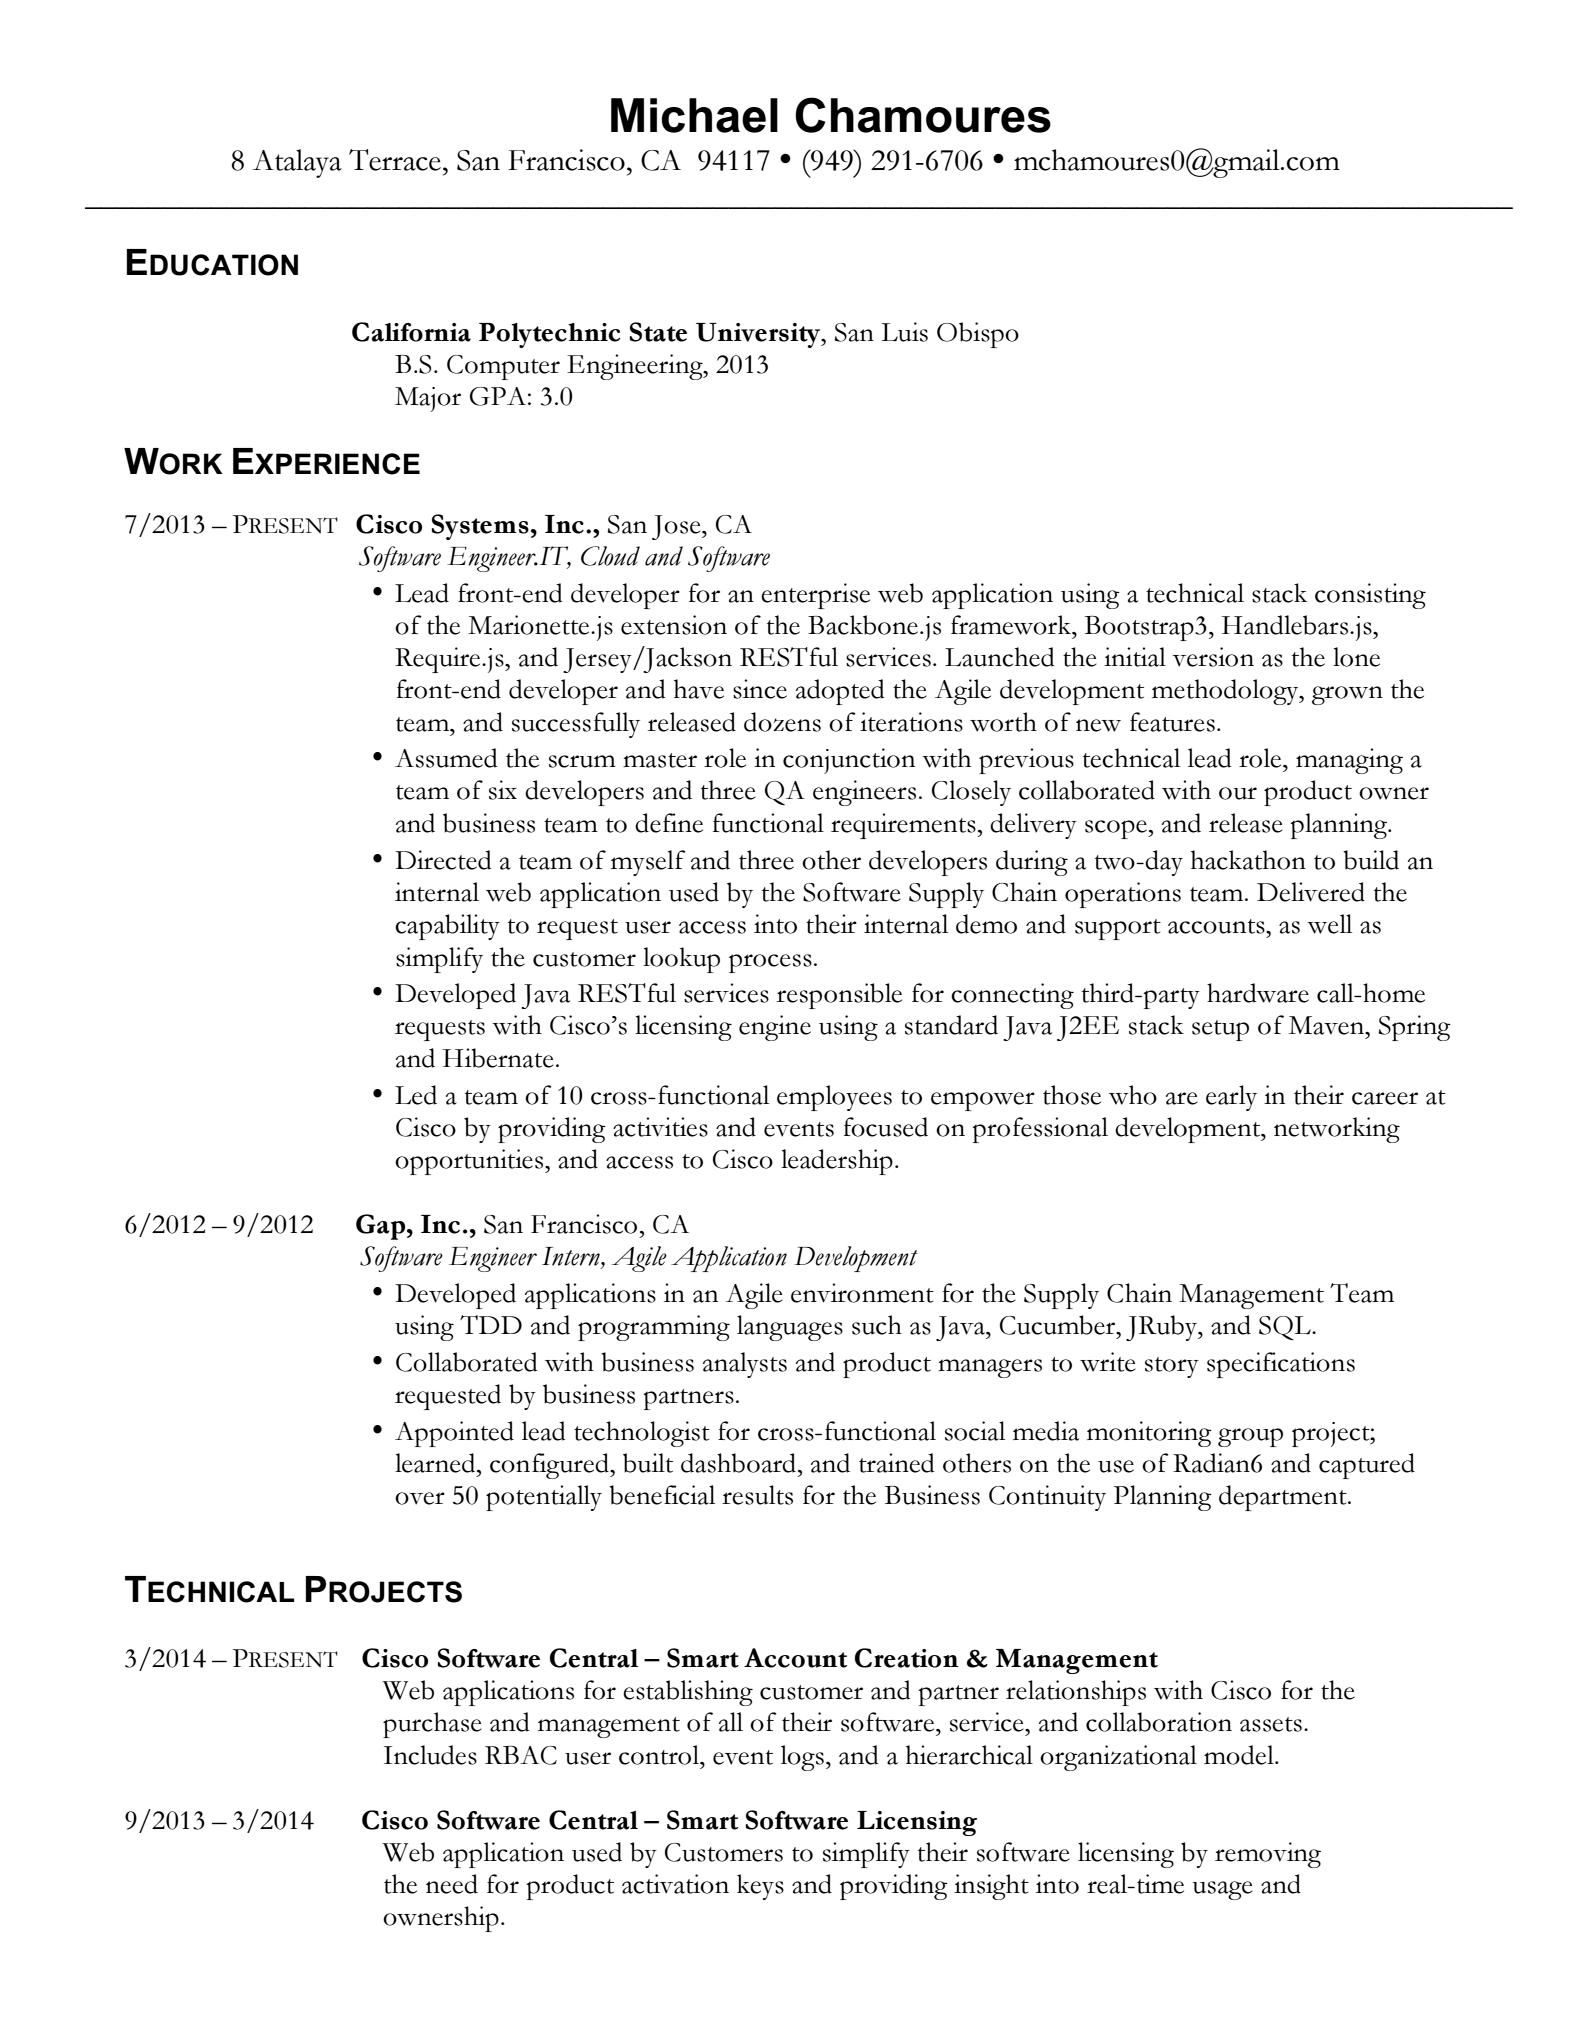 Michael Chamoures
8 Atalaya Terrace, San Francisco, CA  94117 • (949) 291-6706 • mchamoures0@gmail.com
EDUCATION
California Polytechnic State University, San Luis Obispo
B.S. Computer Engineering, 2013
Major GPA: 3.0
WORK EXPERIENCE
7/2013 – PRESENT Cisco Systems, Inc., San Jose, CA
Software Engineer.IT, Cloud and Software
• Lead front-end developer for an enterprise web application using a technical stack consisting
of the Marionette.js extension of the Backbone.js framework, Bootstrap3, Handlebars.js,
Require.js, and Jersey/Jackson RESTful services. Launched the initial version as the lone
front-end developer and have since adopted the Agile development methodology, grown the
team, and successfully released dozens of iterations worth of new features.
• Assumed the scrum master role in conjunction with previous technical lead role, managing a
team of six developers and three QA engineers. Closely collaborated with our product owner
and business team to define functional requirements, delivery scope, and release planning.
• Directed a team of myself and three other developers during a two-day hackathon to build an
internal web application used by the Software Supply Chain operations team. Delivered the
capability to request user access into their internal demo and support accounts, as well as
simplify the customer lookup process.
• Developed Java RESTful services responsible for connecting third-party hardware call-home
requests with Cisco’s licensing engine using a standard Java J2EE stack setup of Maven, Spring
and Hibernate.
• Led a team of 10 cross-functional employees to empower those who are early in their career at
Cisco by providing activities and events focused on professional development, networking
opportunities, and access to Cisco leadership.
6/2012 – 9/2012 Gap, Inc., San Francisco, CA
Software Engineer Intern, Agile Application Development
• Developed applications in an Agile environment for the Supply Chain Management Team
using TDD and programming languages such as Java, Cucumber, JRuby, and SQL.
• Collaborated with business analysts and product managers to write story specifications
requested by business partners.
• Appointed lead technologist for cross-functional social media monitoring group project;
learned, configured, built dashboard, and trained others on the use of Radian6 and captured
over 50 potentially beneficial results for the Business Continuity Planning department.
TECHNICAL PROJECTS
3/2014 – PRESENT Cisco Software Central – Smart Account Creation & Management
Web applications for establishing customer and partner relationships with Cisco for the
purchase and management of all of their software, service, and collaboration assets.
Includes RBAC user control, event logs, and a hierarchical organizational model.
9/2013 – 3/2014 Cisco Software Central – Smart Software Licensing
Web application used by Customers to simplify their software licensing by removing
the need for product activation keys and providing insight into real-time usage and
ownership.